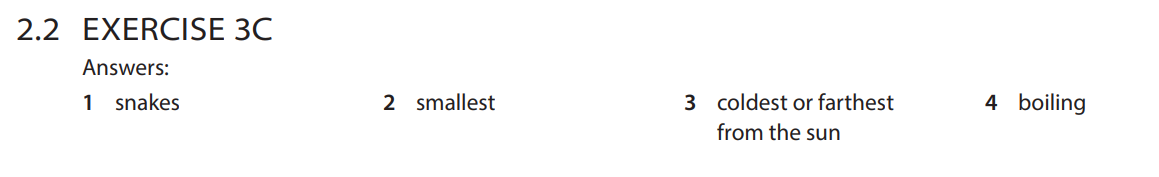 2.2 EXERCISE 3C
Answers:
1 snakes 2 smallest 3 coldest or farthest 4 boiling
from the sun